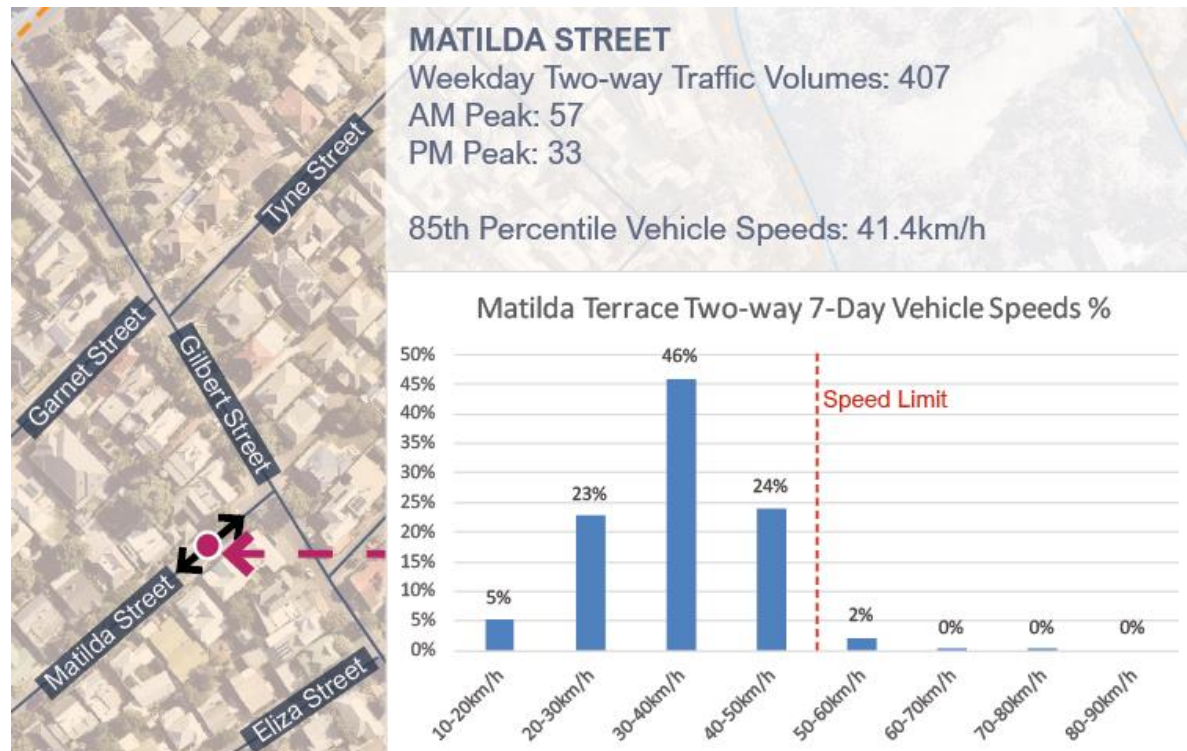 MATILDA STREET
Weekday Two-way Traffic Volumes: 407
AM Peak: 57
PM Peak: 33
85th Percentile Vehicle Speeds: 41.4km/h
Tyne Street
Garnet Street
Gilbert Street
Matilda Street
Eliza Street
Matilda Terrace Two-way 7-Day Vehicle Speeds %
50%
45%
40%
35%
30%
25%
20%
15%
10%
5%
0%
5%
23%
46%
24%
2%
0%
0%
0%
Speed Limit
10-20km/h
20-30km/h
30-40km/h
40-50km/h
50-60km/h
60-70km/h
70-80km/h
80-90km/h